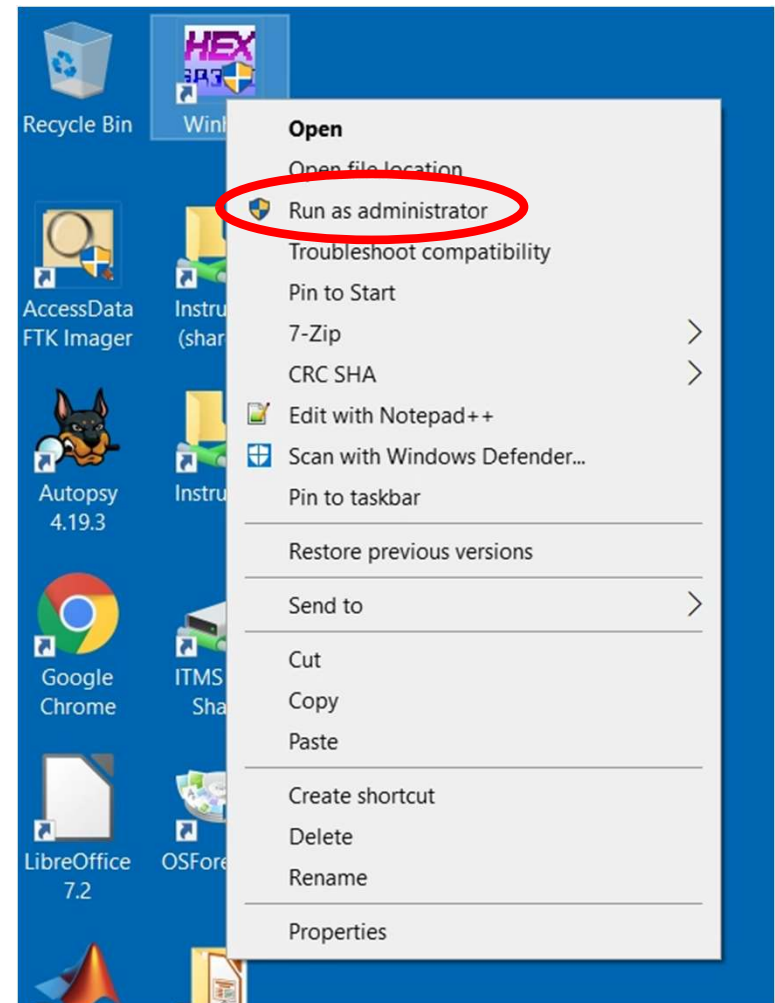 HEX
Recycle Bin
Win
Open
Open file location
Run as administrator
Troubleshoot compatibility
Pin to Start
7-Zip
CRC SHA
Edit with Notepad++
Scan with Windows Defender...
Pin to taskbar
Restore previous versions
Send to
Cut
Copy
Paste
Create shortcut
Delete
Rename
Properties
AccessData
FTK Imager
Instru
(shar
Autopsy
4.19.3
Instru
Google
Chrome
ITMS
Sha
LibreOffice
7.2
OSFore